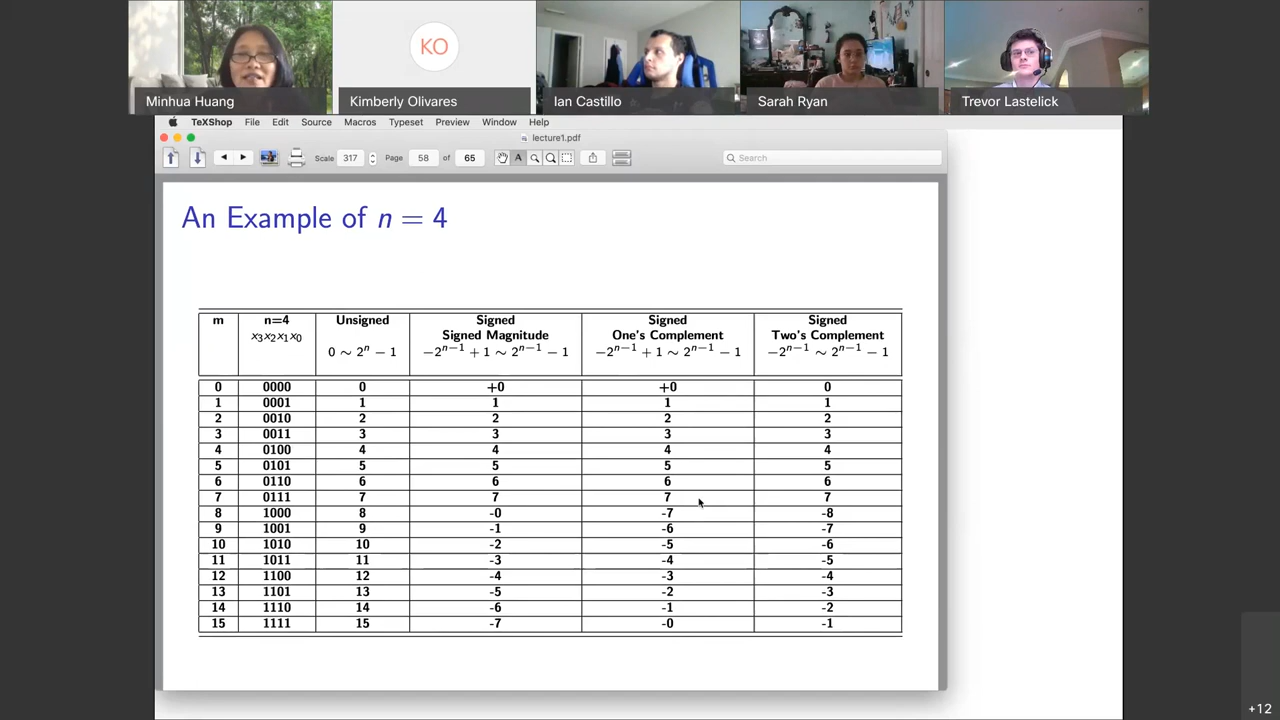 KO
Minhua Huang
Kimberly Olivares
Ian Castillo
Sarah Ryan
Trevor Lastelick
TeXShop File Edit Source Macros Typeset Preview Window Help
lecture1.pdf
Scale 317 Page 58 of 65 A Search
An Example of n = 4
m n=4 Unsigned Signed Signed Signed
x₃x₂x₁x₀ Signed Magnitude One's Complement Two's Complement
0 ∼ 2ⁿ − 1 −2ⁿ⁻¹ + 1 ∼ 2ⁿ⁻¹ − 1 −2ⁿ⁻¹ + 1 ∼ 2ⁿ⁻¹ − 1 −2ⁿ⁻¹ ∼ 2ⁿ⁻¹ − 1
0 0000 0 +0 +0 0
1 0001 1 1 1 1
2 0010 2 2 2 2
3 0011 3 3 3 3
4 0100 4 4 4 4
5 0101 5 5 5 5
6 0110 6 6 6 6
7 0111 7 7 7 7
8 1000 8 -0 -7 -8
9 1001 9 -1 -6 -7
10 1010 10 -2 -5 -6
11 1011 11 -3 -4 -5
12 1100 12 -4 -3 -4
13 1101 13 -5 -2 -3
14 1110 14 -6 -1 -2
15 1111 15 -7 -0 -1
+12